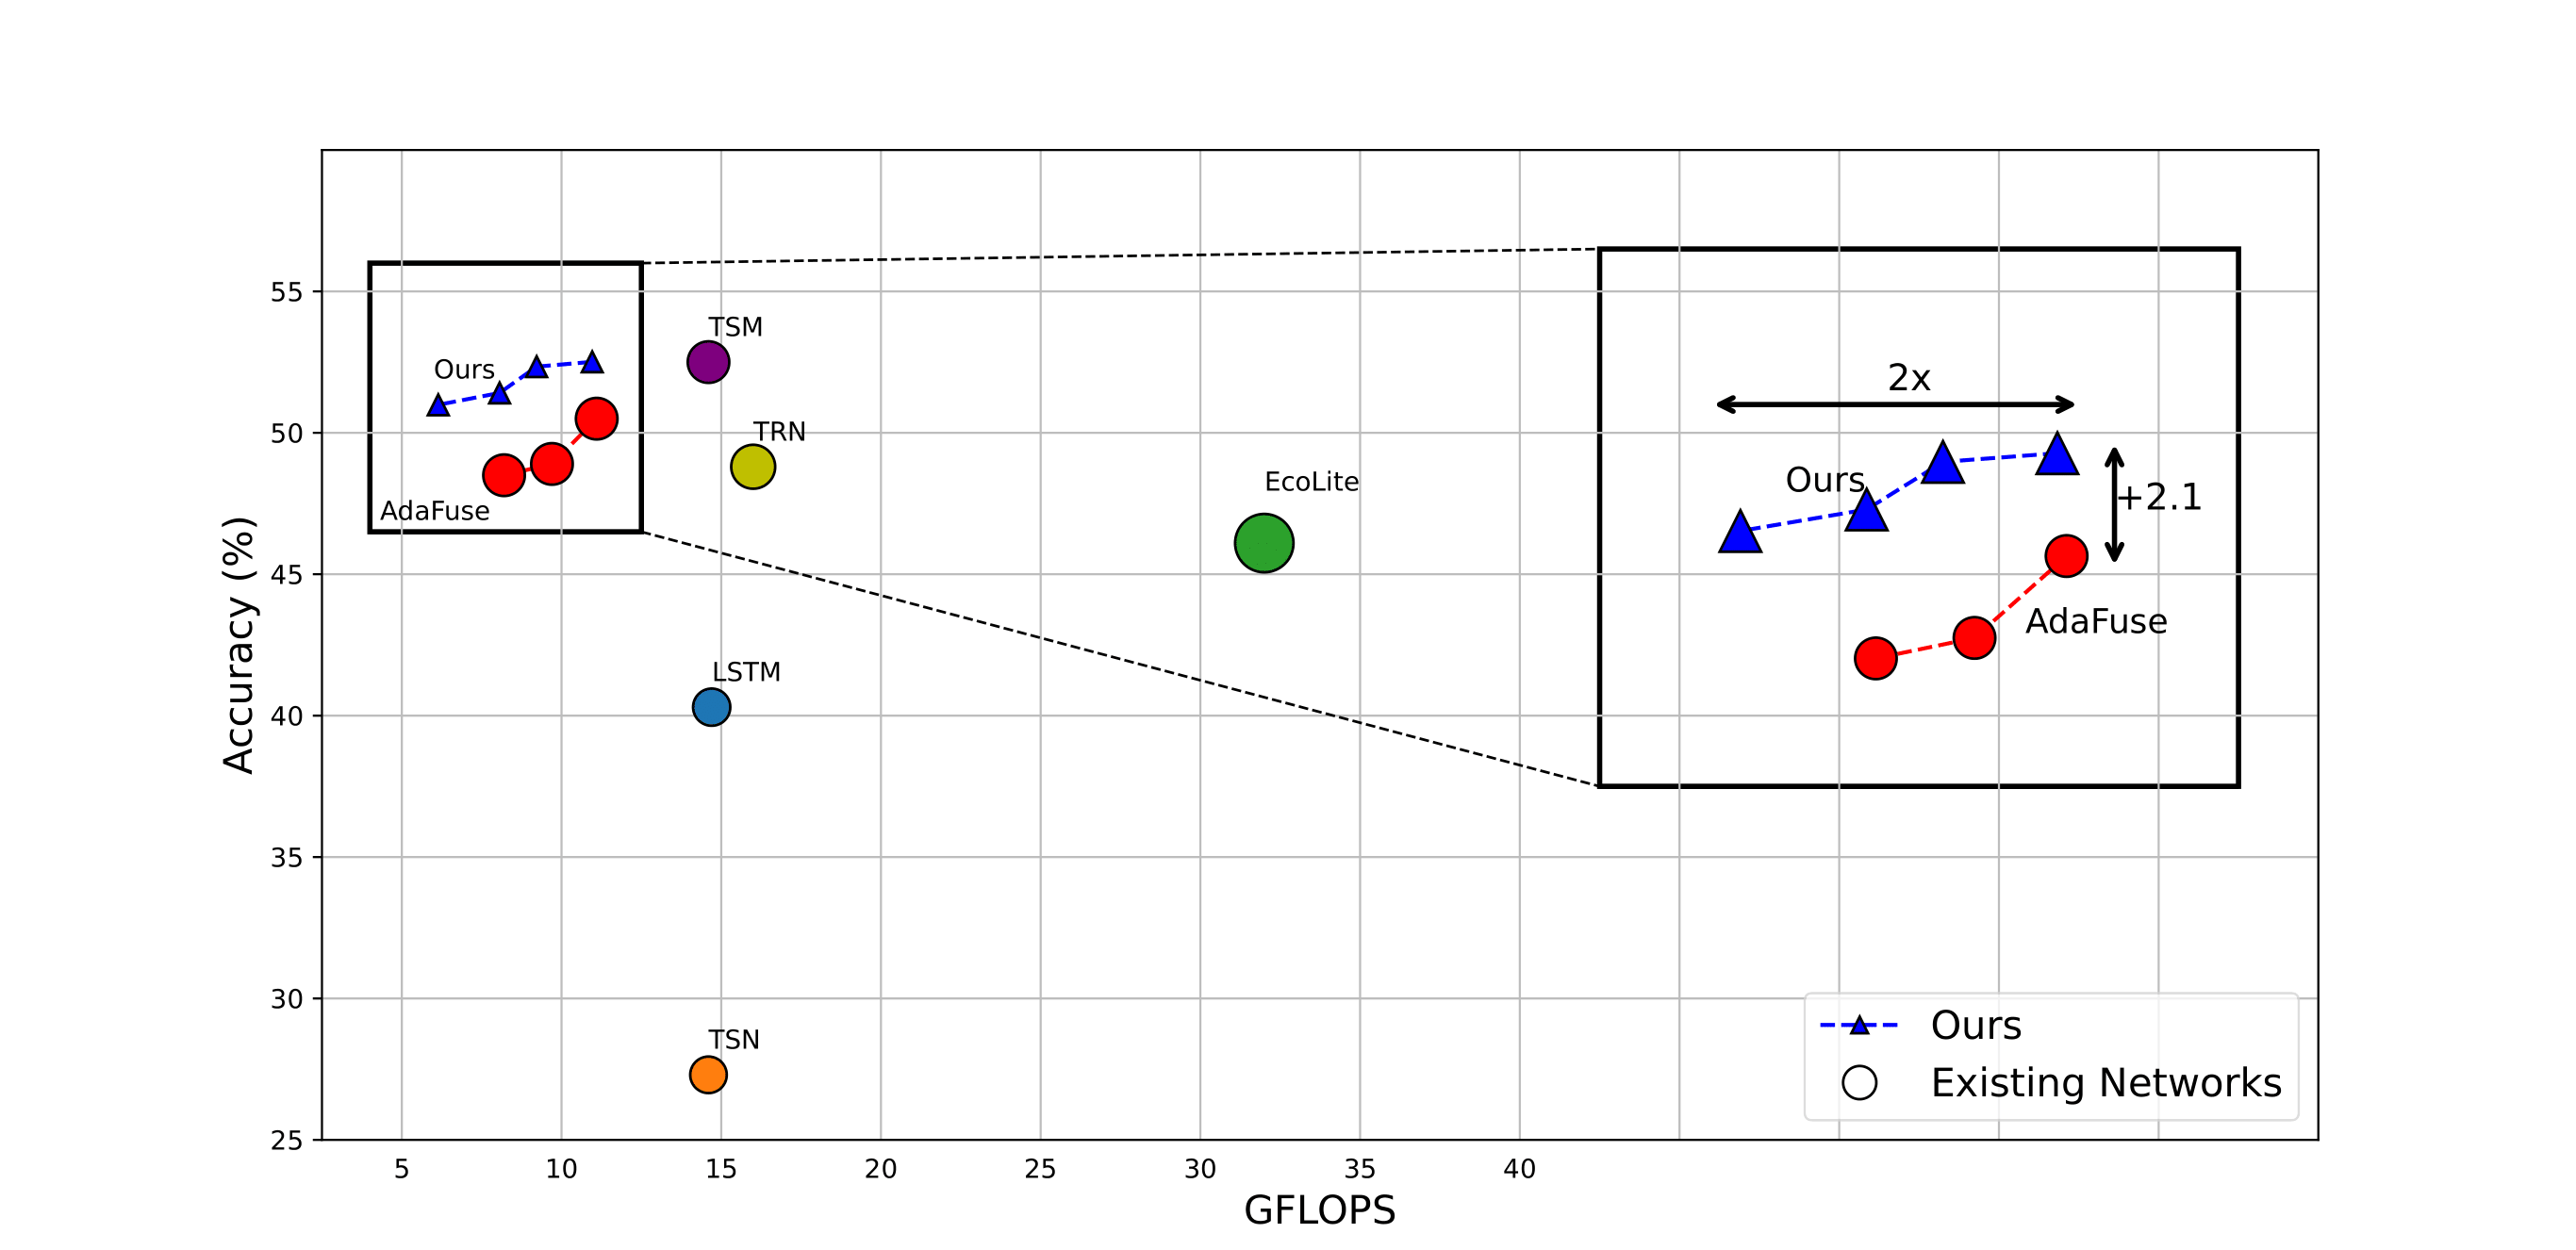 55
50
45
40
35
30
25
Accuracy (%)
5
10
15
20
25
30
35
40
GFLOPS
Ours
AdaFuse
TSM
TRN
EcoLite
LSTM
TSN
2x
Ours
+2.1
AdaFuse
Ours
Existing Networks